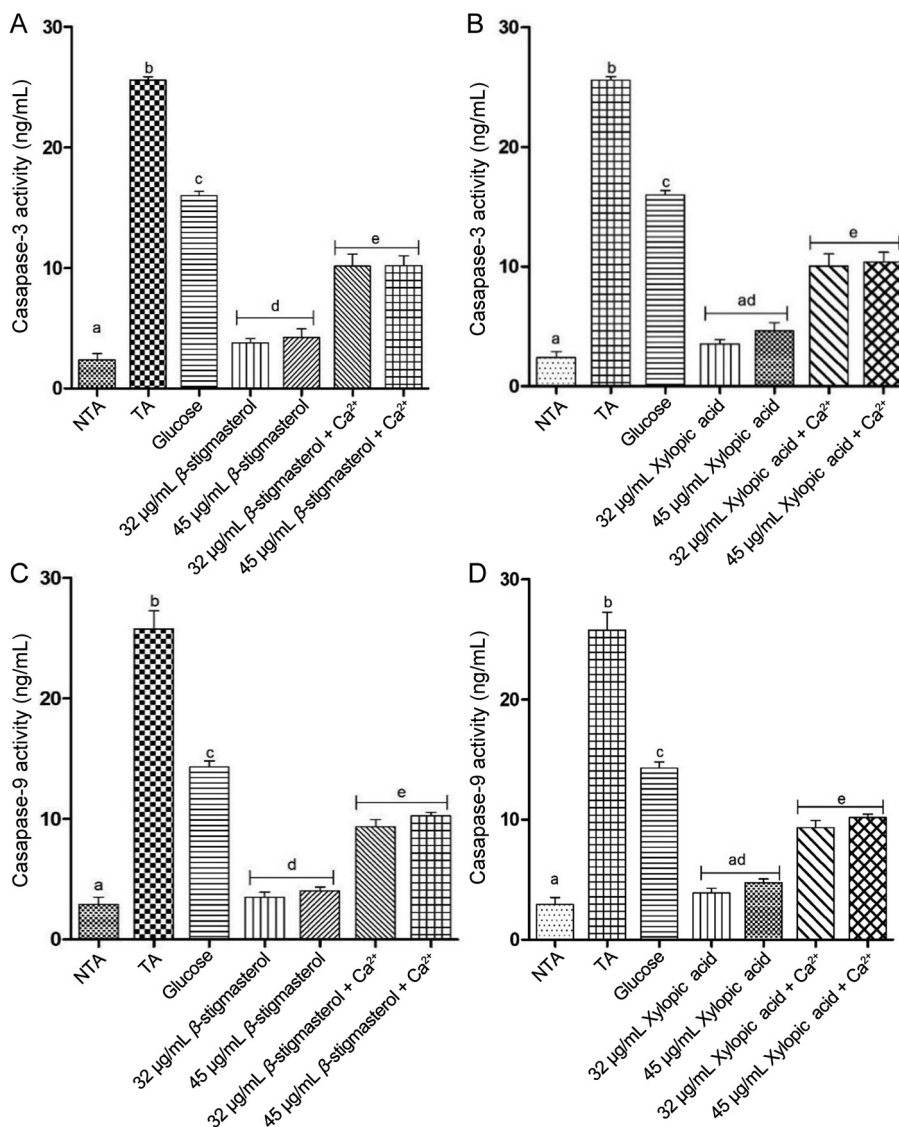 A
Casapase-3 activity (ng/mL)
30
20
10
0
a
b
c
d
e
NTA
TA
Glucose
32 μg/mL β-stigmasterol
45 μg/mL β-stigmasterol
32 μg/mL β-stigmasterol + Ca²⁺
45 μg/mL β-stigmasterol + Ca²⁺
B
Casapase-3 activity (ng/mL)
30
20
10
0
a
b
c
ad
e
NTA
TA
Glucose
32 μg/mL Xylopic acid
45 μg/mL Xylopic acid
32 μg/mL Xylopic acid + Ca²⁺
45 μg/mL Xylopic acid + Ca²⁺
C
Casapase-9 activity (ng/mL)
30
20
10
0
a
b
c
d
e
NTA
TA
Glucose
32 μg/mL β-stigmasterol
45 μg/mL β-stigmasterol
32 μg/mL β-stigmasterol + Ca²⁺
45 μg/mL β-stigmasterol + Ca²⁺
D
Casapase-9 activity (ng/mL)
30
20
10
0
a
b
c
ad
e
NTA
TA
Glucose
32 μg/mL Xylopic acid
45 μg/mL Xylopic acid
32 μg/mL Xylopic acid + Ca²⁺
45 μg/mL Xylopic acid + Ca²⁺